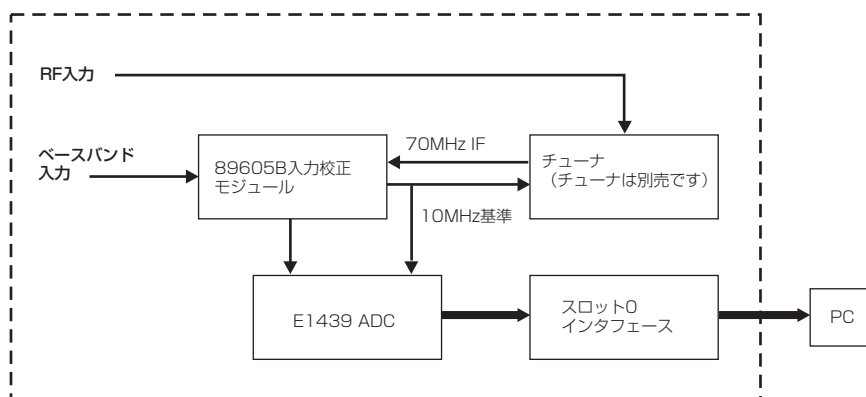 RF入力
ベースバンド
入力
89605B入力校正
モジュール
70MHz IF
チューナ
（チューナは別売です）
10MHz基準
E1439 ADC
スロット0
インタフェース
PC